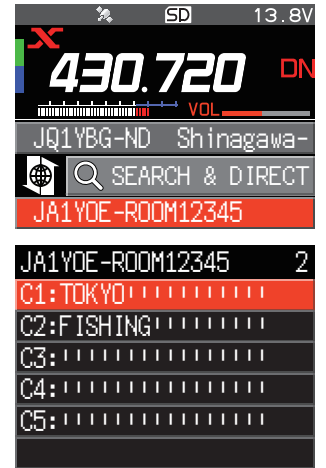 SD 13.8V
X
430.720 DN
VOL
JQ1YBG-ND Shinagawa-
SEARCH & DIRECT
JA1YOE-ROOM12345
JA1YOE-ROOM12345 2
C1:TOKYO
C2:FISHING
C3:
C4:
C5: